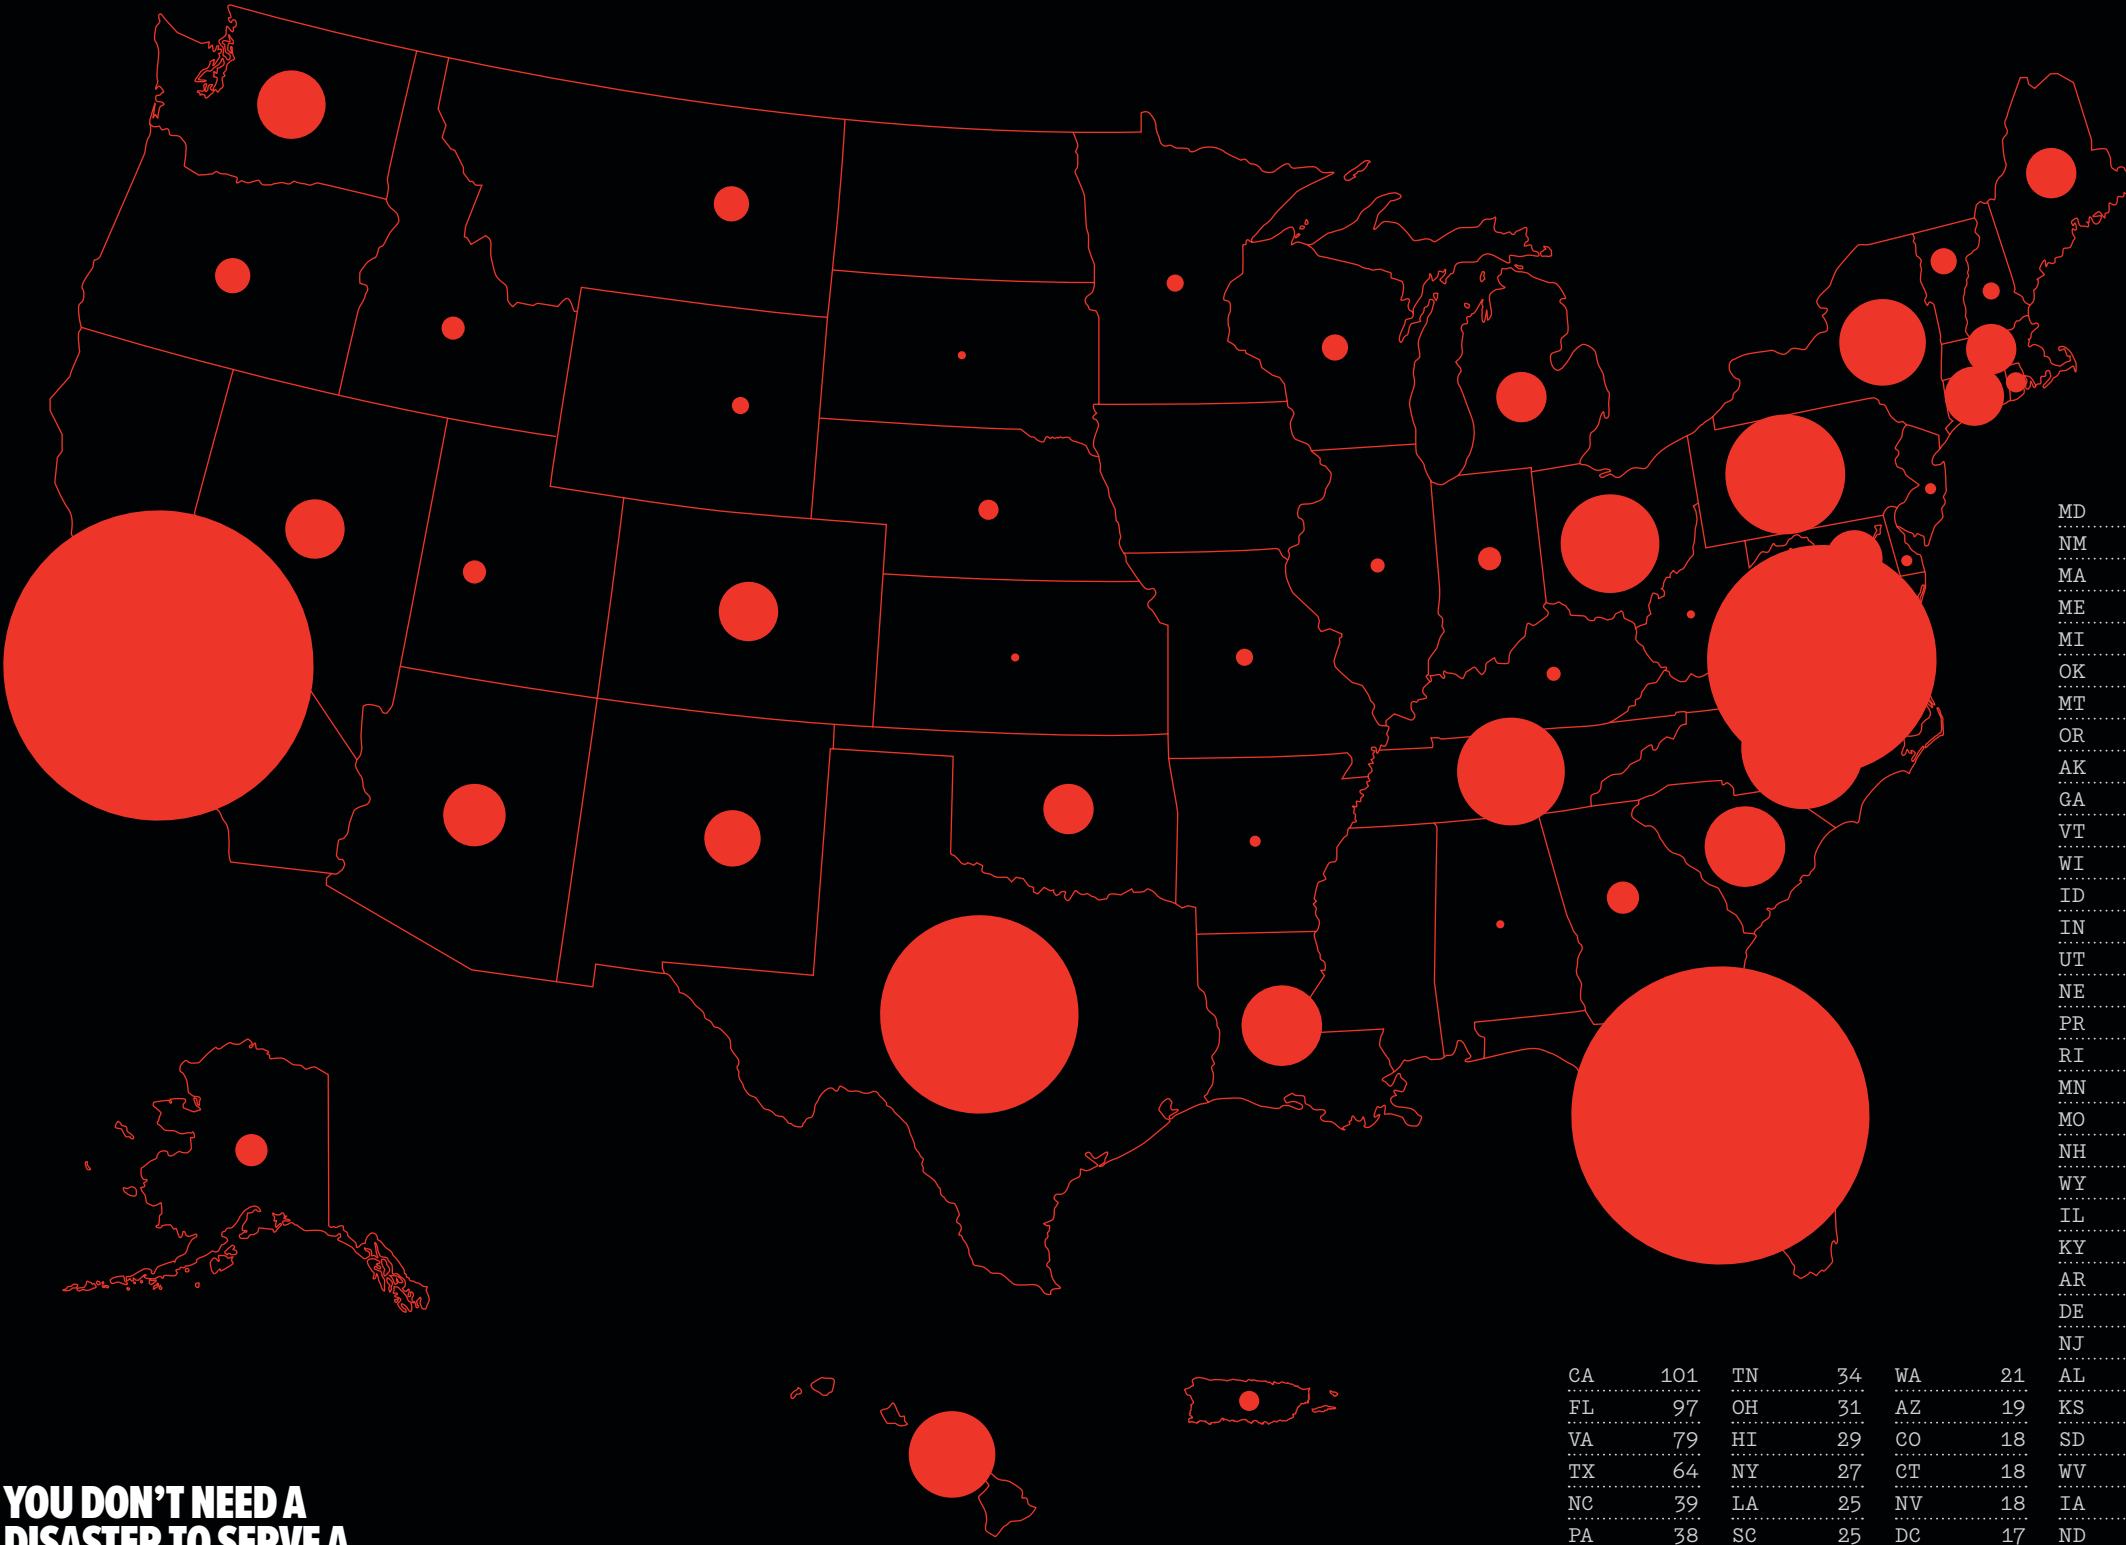 MD
NM
MA
ME
MI
OK
MT
OR
AK
GA
VT
WI
ID
IN
UT
NE
PR
RI
MN
MO
NH
WY
IL
KY
AR
DE
NJ
CA 101 TN 34 WA 21 AL
FL 97 OH 31 AZ 19 KS
VA 79 HI 29 CO 18 SD
TX 64 NY 27 CT 18 WV
NC 39 LA 25 NV 18 IA
PA 38 SC 25 DC 17 ND
YOU DON'T NEED A
DISASTER TO SERVE A